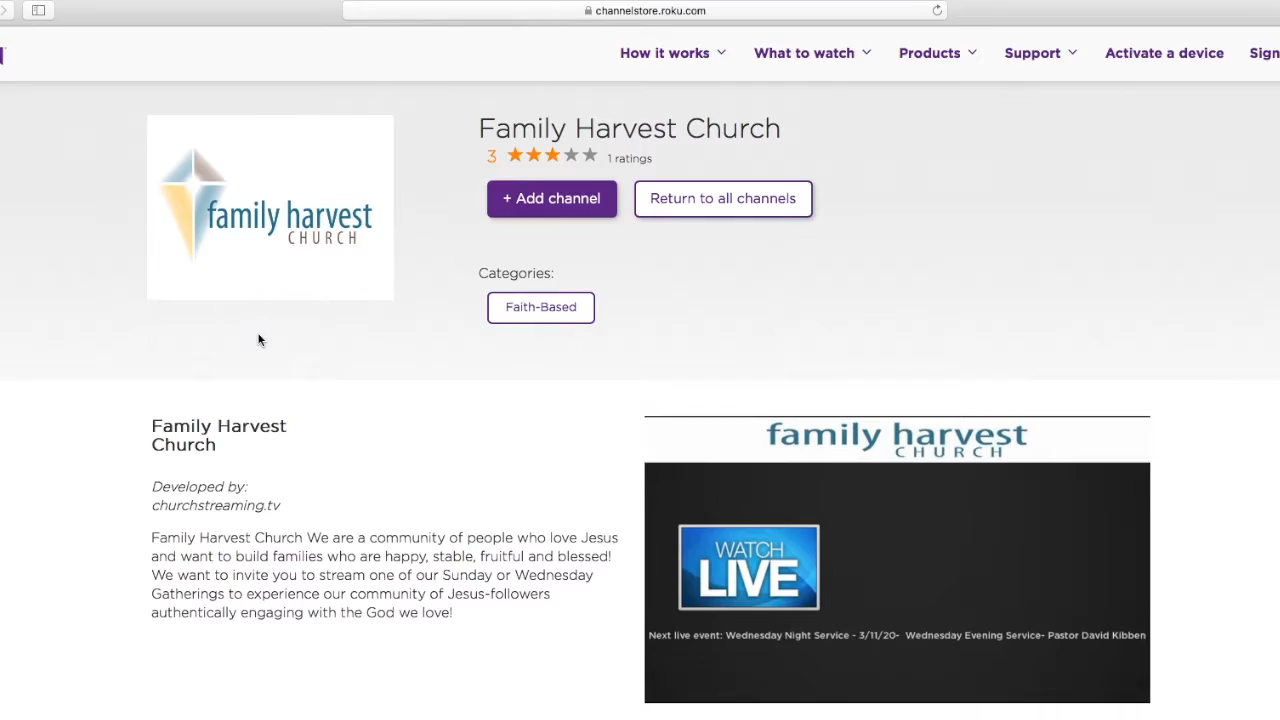 channelstore.roku.com
How it works What to watch Products Support Activate a device Sign
family harvest
CHURCH
Family Harvest Church
3 1 ratings
+ Add channel Return to all channels
Categories:
Faith-Based
Family Harvest
Church
Developed by:
churchstreaming.tv
Family Harvest Church We are a community of people who love Jesus
and want to build families who are happy, stable, fruitful and blessed!
We want to invite you to stream one of our Sunday or Wednesday
Gatherings to experience our community of Jesus-followers
authentically engaging with the God we love!
family harvest
CHURCH
WATCH
LIVE
Next live event: Wednesday Night Service - 3/11/20- Wednesday Evening Service- Pastor David Kibben